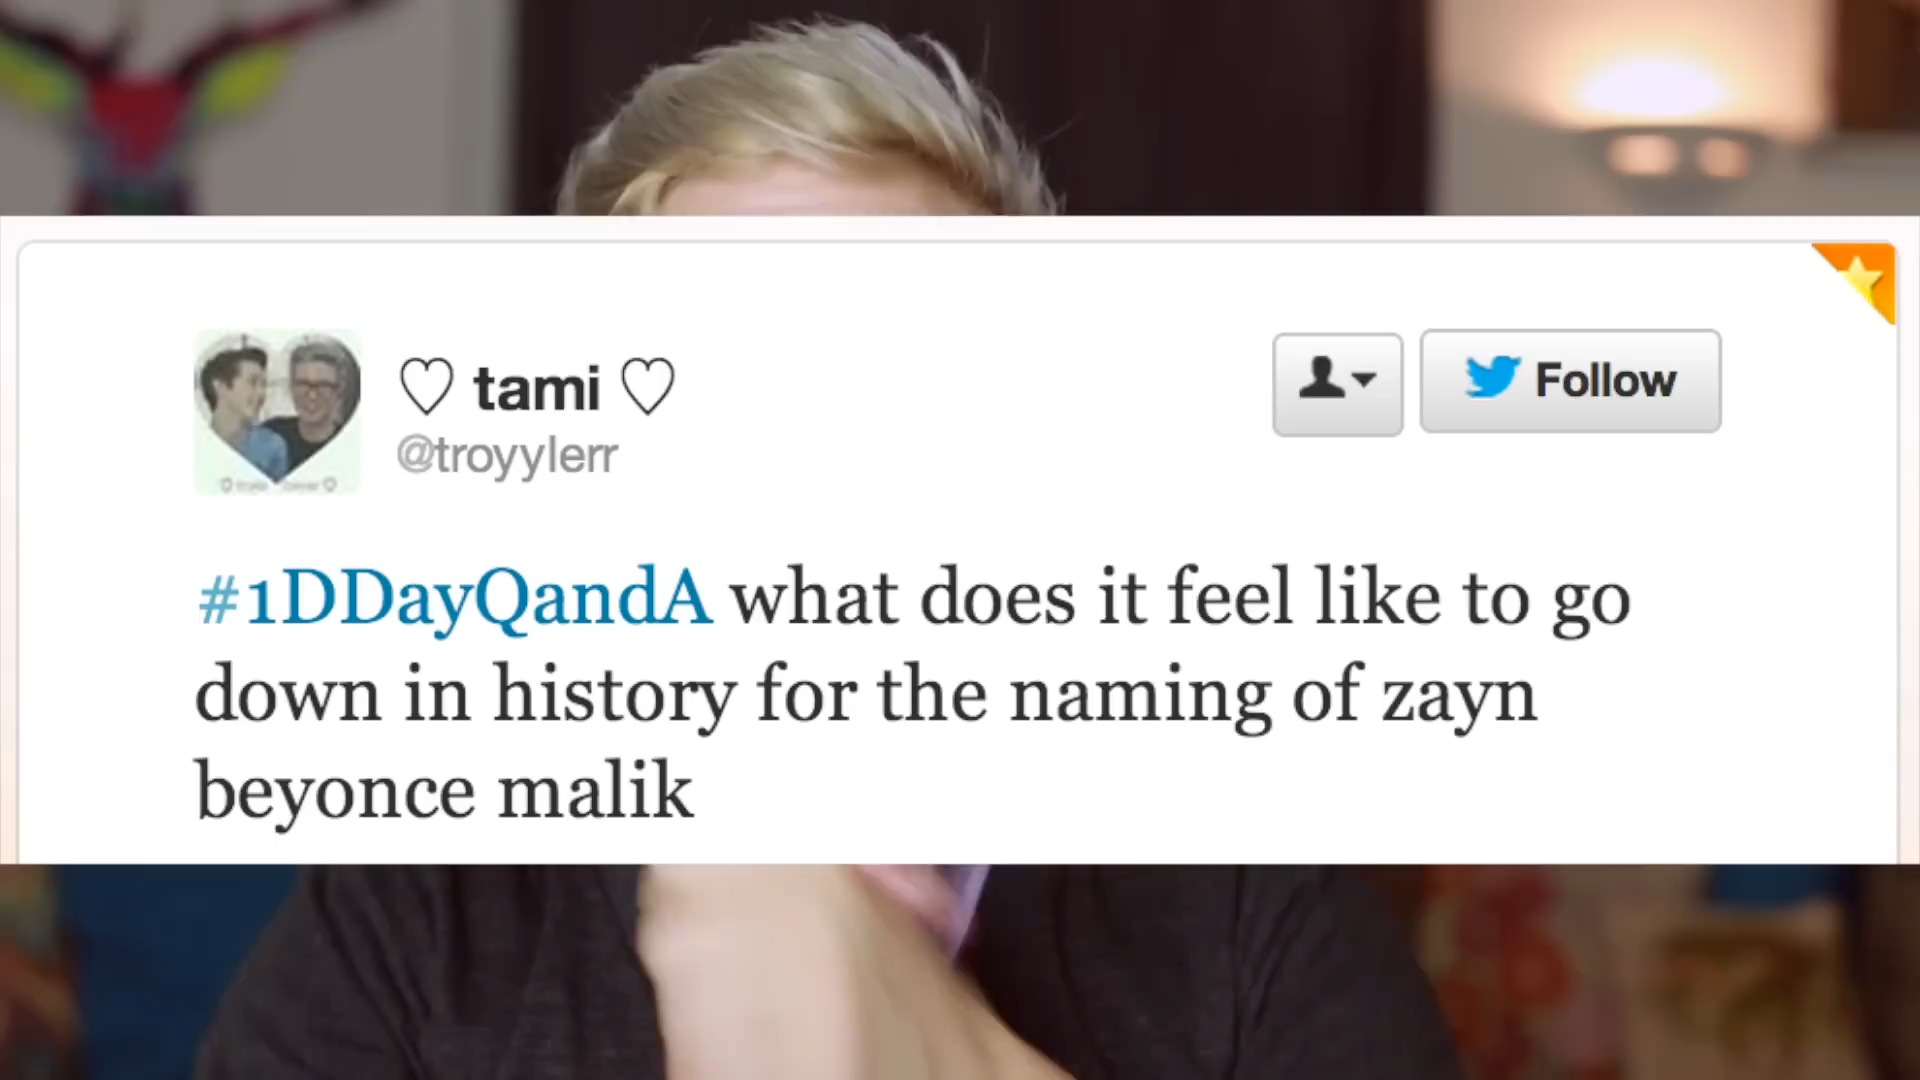 ♡ tami ♡
@troyylerr
Follow
#1DDayQandA what does it feel like to go
down in history for the naming of zayn
beyonce malik